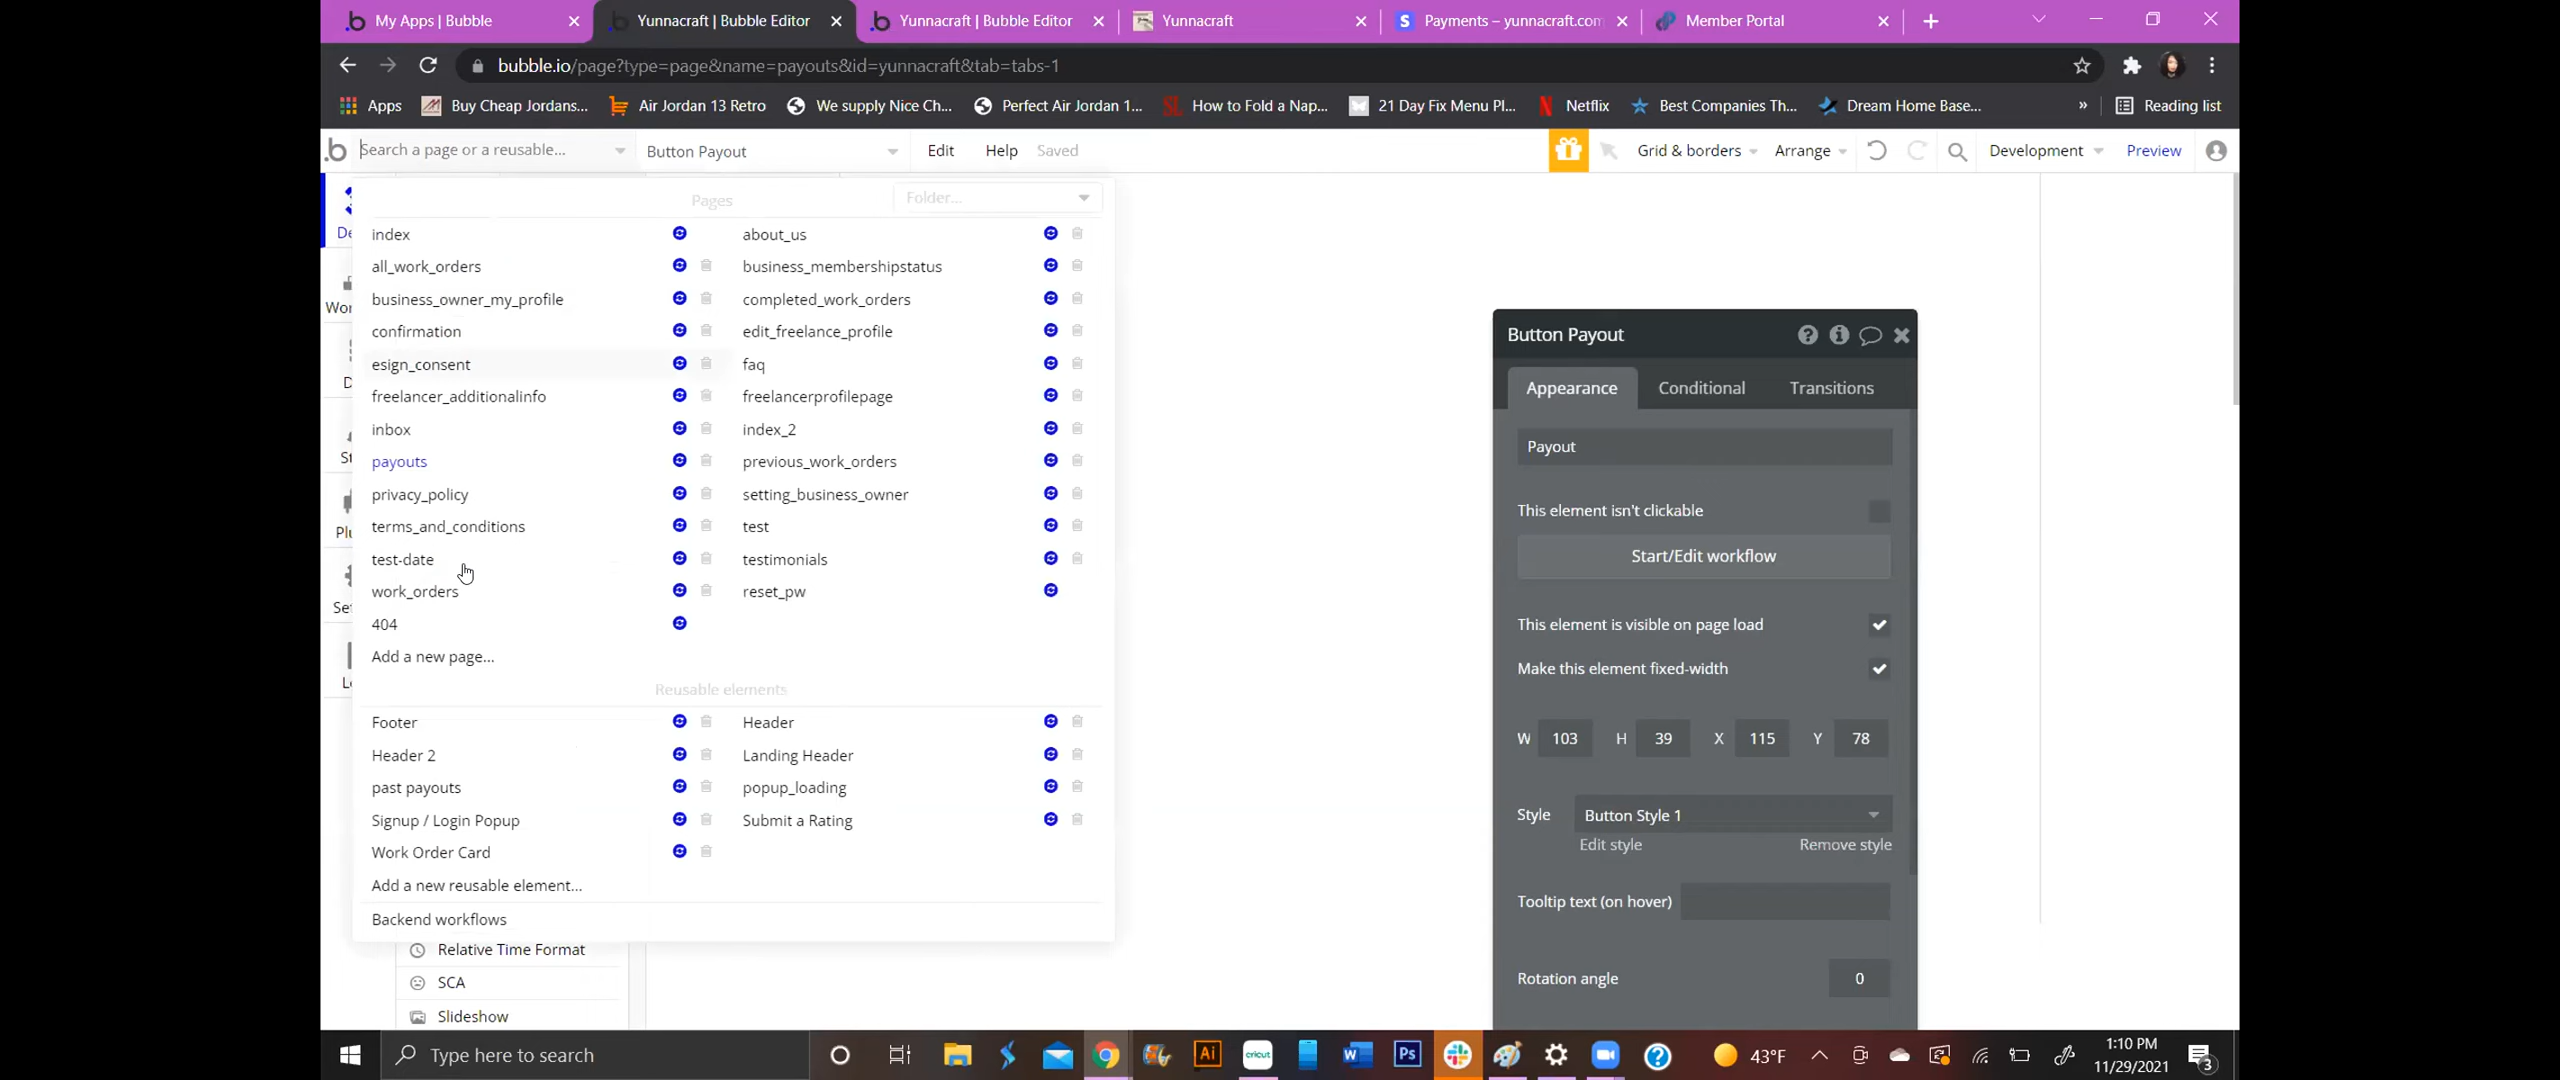 My Apps | Bubble
Yunnacraft | Bubble Editor
Yunnacraft | Bubble Editor
Yunnacraft
Payments – yunnacraft.com
Member Portal
bubble.io/page?type=page&name=payouts&id=yunnacraft&tab=tabs-1
Apps
Buy Cheap Jordans...
Air Jordan 13 Retro
We supply Nice Ch...
Perfect Air Jordan 1...
How to Fold a Nap...
21 Day Fix Menu Pl...
Netflix
Best Companies Th...
Dream Home Base...
»
Reading list
Search a page or a reusable...
Button Payout
Edit
Help
Saved
Grid & borders
Arrange
Development
Preview
Pages
Folder...
index
about_us
all_work_orders
business_membershipstatus
business_owner_my_profile
completed_work_orders
confirmation
edit_freelance_profile
esign_consent
faq
freelancer_additionalinfo
freelancerprofilepage
inbox
index_2
payouts
previous_work_orders
privacy_policy
setting_business_owner
terms_and_conditions
test
test-date
testimonials
work_orders
reset_pw
404
Add a new page...
Reusable elements
Footer
Header
Header 2
Landing Header
past payouts
popup_loading
Signup / Login Popup
Submit a Rating
Work Order Card
Add a new reusable element...
Backend workflows
Relative Time Format
SCA
Slideshow
Button Payout
Appearance
Conditional
Transitions
Payout
This element isn't clickable
Start/Edit workflow
This element is visible on page load
Make this element fixed-width
W 103 H 39 X 115 Y 78
Style Button Style 1
Edit style
Remove style
Tooltip text (on hover)
Rotation angle 0
Type here to search
43°F
1:10 PM
11/29/2021
3